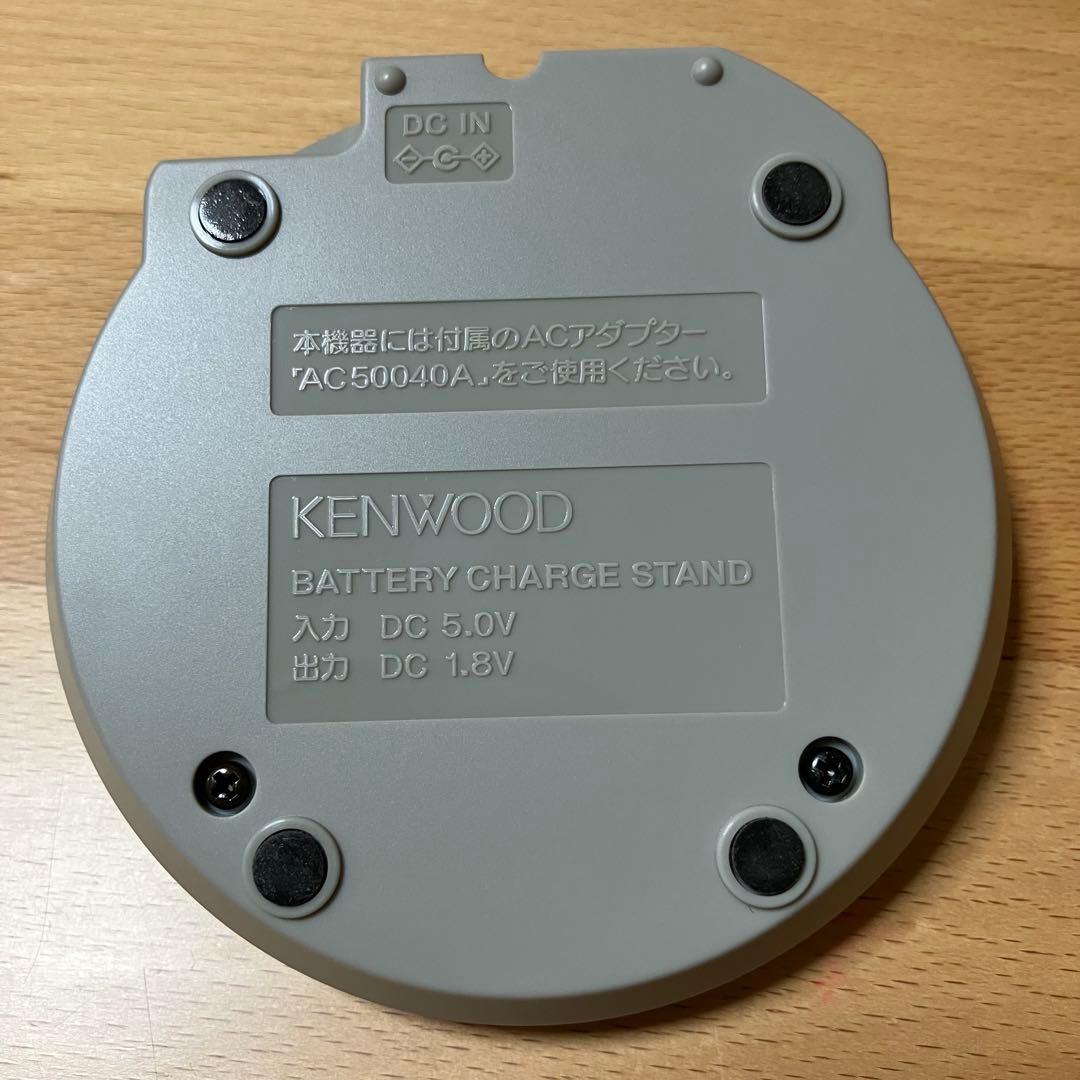 DC IN
本機器には付属のACアダプター
「AC50040A」をご使用ください。
KENWOOD
BATTERY CHARGE STAND
入力 DC 5.0V
出力 DC 1.8V